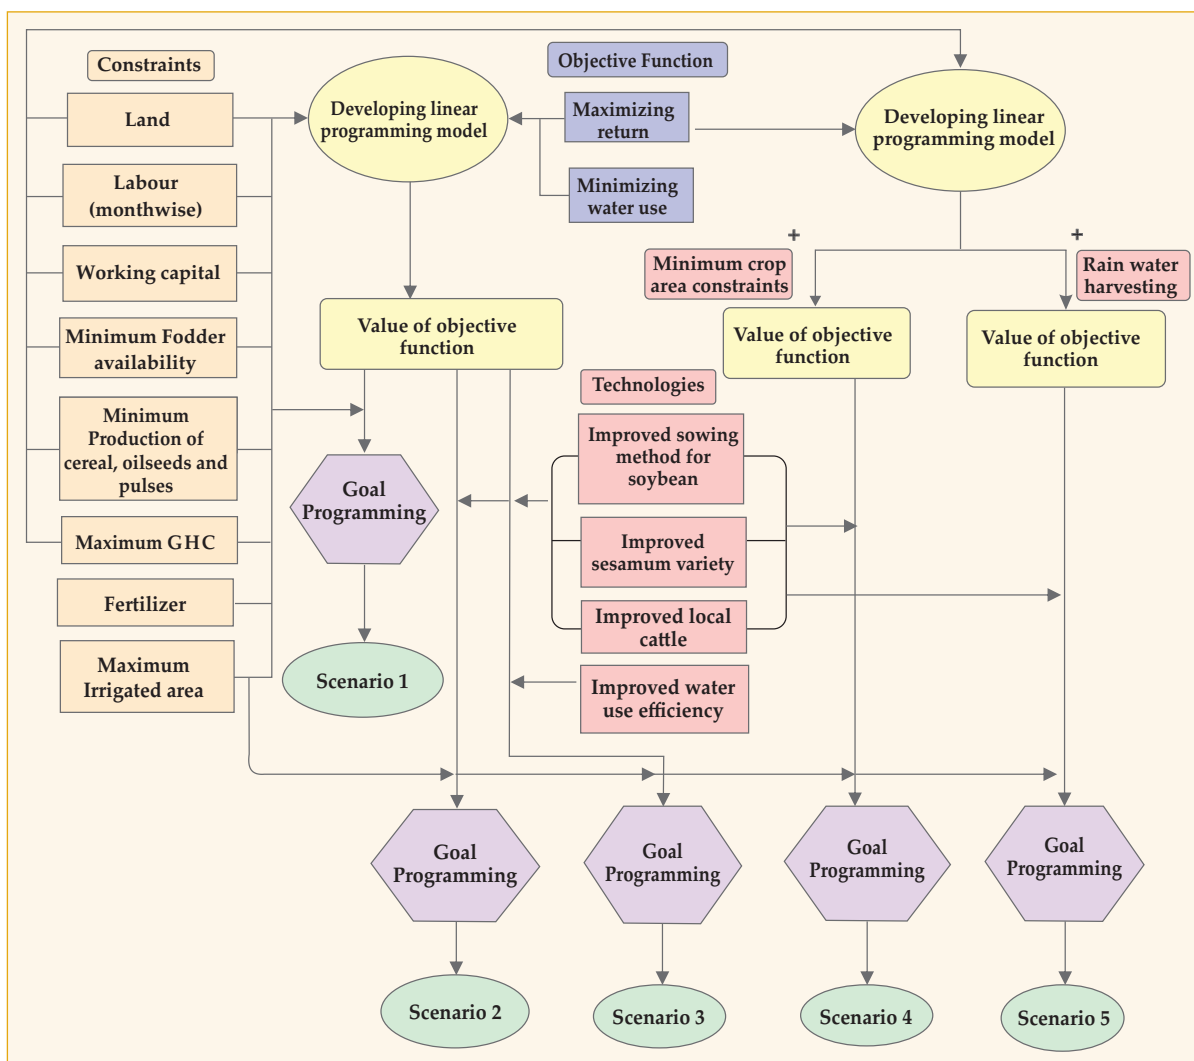 Constraints
Land
Labour
(monthwise)
Working capital
Minimum Fodder
availability
Minimum
Production of
cereal, oilseeds and
pulses
Maximum GHC
Fertilizer
Maximum
Irrigated area
Developing linear
programming model
Objective Function
Maximizing
return
Minimizing
water use
Developing linear
programming model
+
Minimum crop
area constraints
+
Rain water
harvesting
Value of objective
function
Value of objective
function
Value of objective
function
Technologies
Improved sowing
method for
soybean
Improved
sesamum variety
Improved local
cattle
Improved water
use efficiency
Goal
Programming
Scenario 1
Goal
Programming
Goal
Programming
Goal
Programming
Goal
Programming
Scenario 2
Scenario 3
Scenario 4
Scenario 5